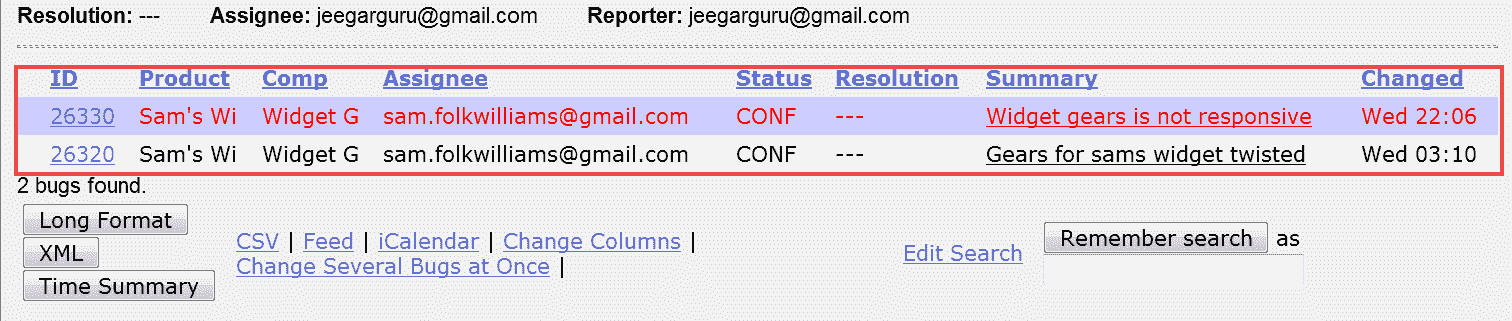 Resolution: --- Assignee: jeegarguru@gmail.com Reporter: jeegarguru@gmail.com
ID Product Comp Assignee Status Resolution Summary Changed
26330 Sam's Wi Widget G sam.folkwilliams@gmail.com CONF --- Widget gears is not responsive Wed 22:06
26320 Sam's Wi Widget G sam.folkwilliams@gmail.com CONF --- Gears for sams widget twisted Wed 03:10
2 bugs found.
Long Format
XML
Time Summary
CSV | Feed | iCalendar | Change Columns |
Change Several Bugs at Once |
Edit Search
Remember search as